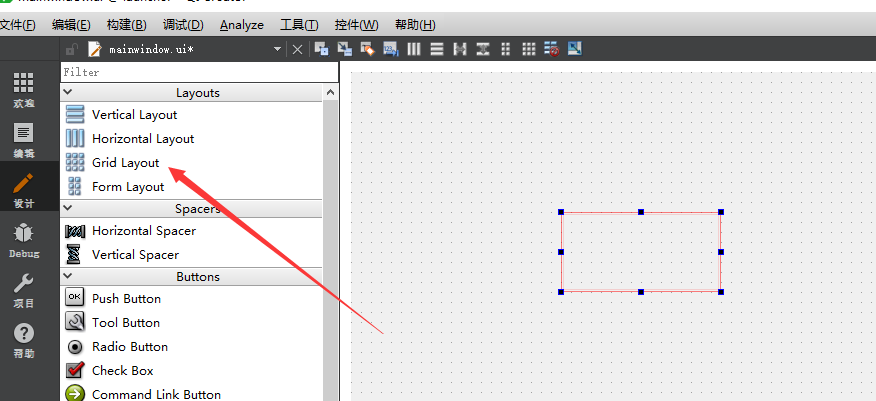 文件(F) 编辑(E) 构建(B) 调试(D) Analyze 工具(T) 控件(W) 帮助(H)
mainwindow.ui*
Filter
欢迎
编辑
设计
Debug
项目
帮助
Layouts
Vertical Layout
Horizontal Layout
Grid Layout
Form Layout
Spacers
Horizontal Spacer
Vertical Spacer
Buttons
OK
Push Button
Tool Button
Radio Button
Check Box
Command Link Button